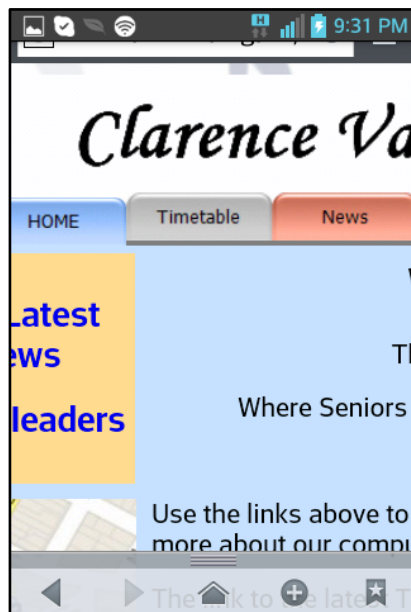 H 9:31 PM
Clarence Va
HOME Timetable News
Latest
ews
Th
leaders
Where Seniors
Use the links above to
more about our compu
The link to the latest T